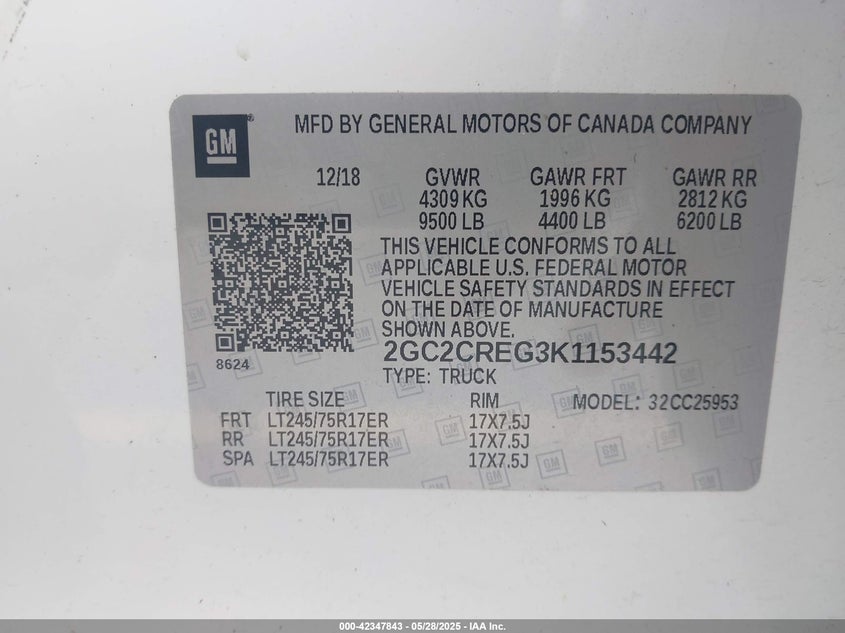 GM
MFD BY GENERAL MOTORS OF CANADA COMPANY
12/18 GVWR GAWR FRT GAWR RR
4309 KG 1996 KG 2812 KG
9500 LB 4400 LB 6200 LB
THIS VEHICLE CONFORMS TO ALL
APPLICABLE U.S. FEDERAL MOTOR
VEHICLE SAFETY STANDARDS IN EFFECT
ON THE DATE OF MANUFACTURE
SHOWN ABOVE.
2GC2CREG3K1153442
8624
TYPE: TRUCK
TIRE SIZE RIM MODEL: 32CC25953
FRT LT245/75R17ER 17X7.5J
RR LT245/75R17ER 17X7.5J
SPA LT245/75R17ER 17X7.5J
000-42347843 / 05/28/2025 - IAA Inc.